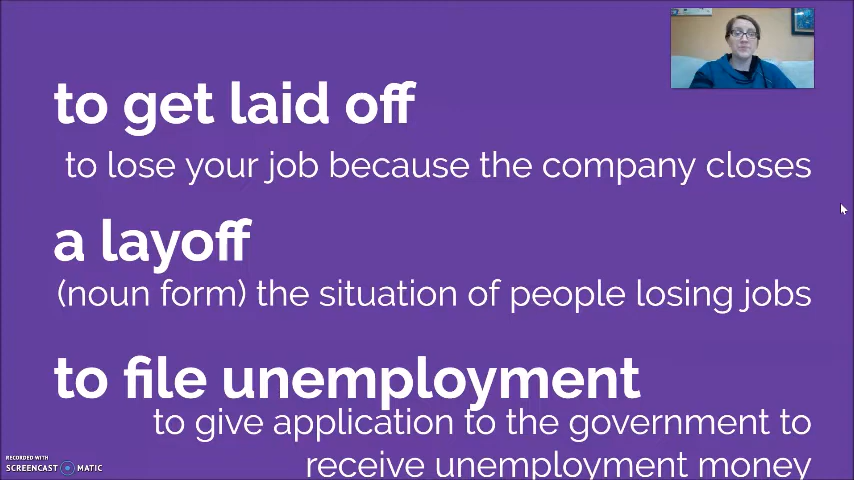 to get laid off
to lose your job because the company closes
a layoff
(noun form) the situation of people losing jobs
to file unemployment
to give application to the government to
receive unemployment money
RECORDED WITH
SCREENCAST MATIC